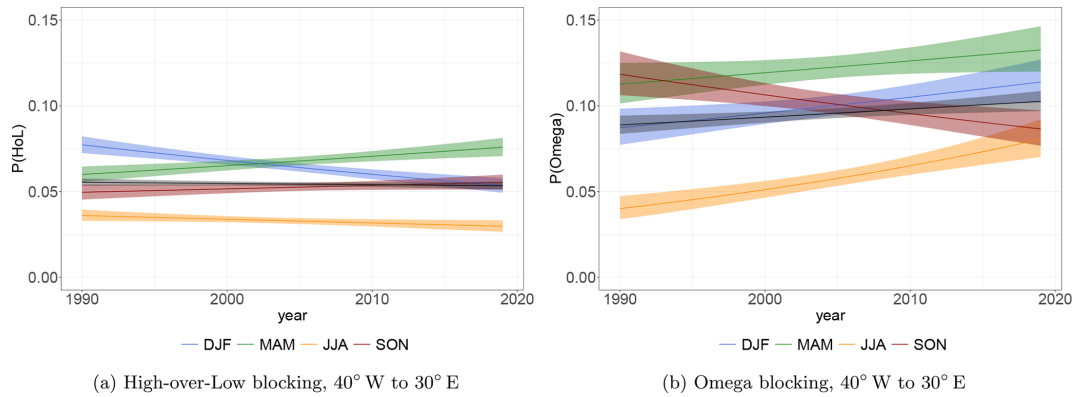 0.15
0.10
0.05
0.00
P(HoL)
1990
2000
2010
2020
year
DJF MAM JJA SON
(a) High-over-Low blocking, 40° W to 30° E
0.15
0.10
0.05
0.00
P(Omega)
1990
2000
2010
2020
year
DJF MAM JJA SON
(b) Omega blocking, 40° W to 30° E